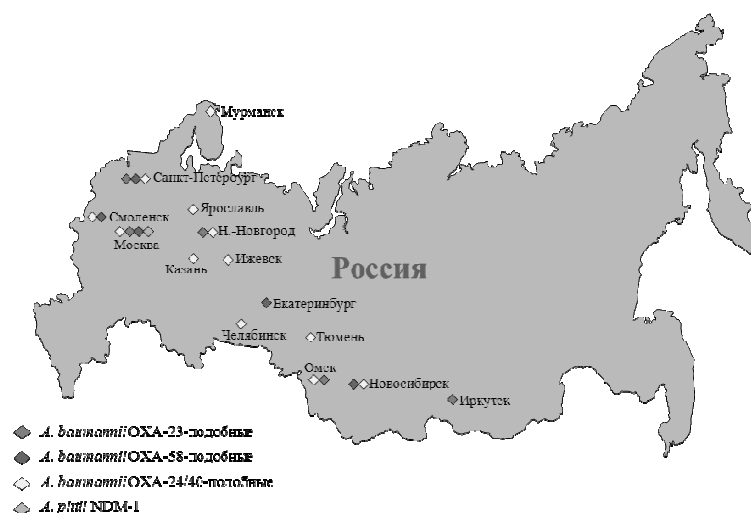 Мурманск
Санкт-Петербург
Ярославль
Смоленск
Н.-Новгород
Москва
Казань
Ижевск
Россия
Екатеринбург
Челябинск
Тюмень
Омск
Новосибирск
Иркутск
A. baumannii OXA-23-подобные
A. baumannii OXA-58-подобные
A. baumannii OXA-24/40-подобные
A. pittii NDM-1